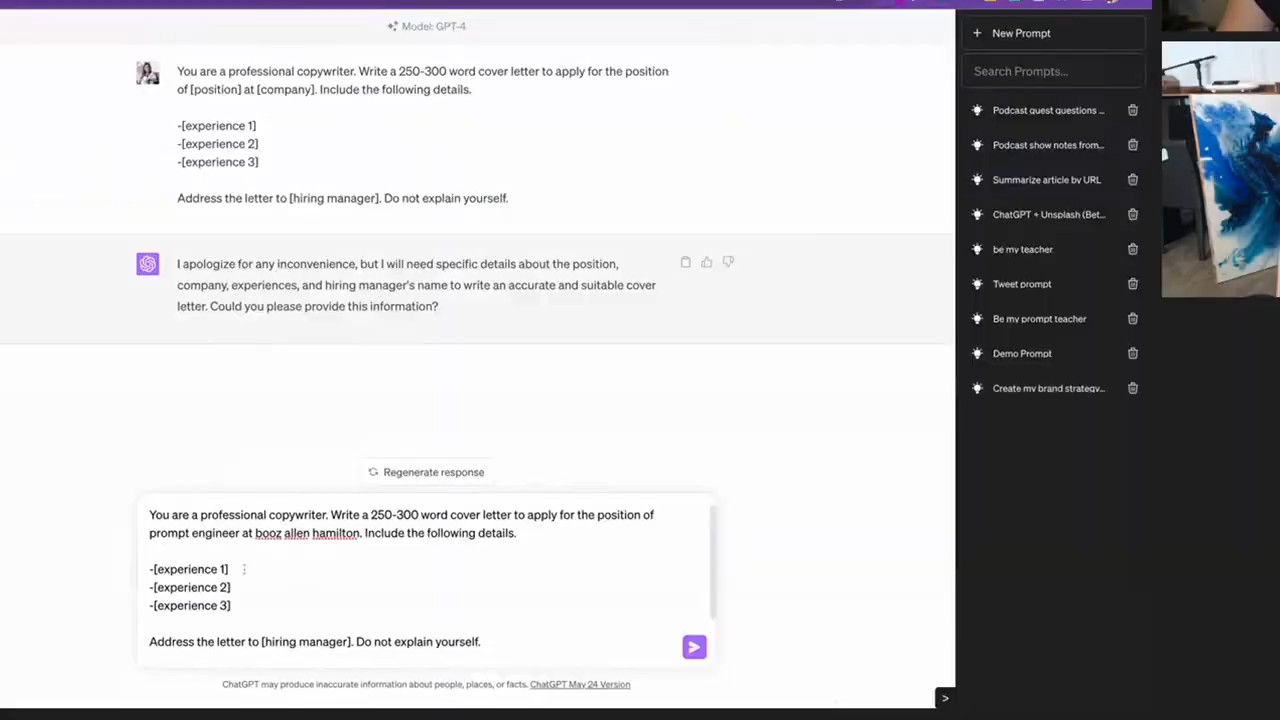 Model: GPT-4
You are a professional copywriter. Write a 250-300 word cover letter to apply for the position
of [position] at [company]. Include the following details.
-[experience 1]
-[experience 2]
-[experience 3]
Address the letter to [hiring manager]. Do not explain yourself.
I apologize for any inconvenience, but I will need specific details about the position,
company, experiences, and hiring manager's name to write an accurate and suitable cover
letter. Could you please provide this information?
Regenerate response
You are a professional copywriter. Write a 250-300 word cover letter to apply for the position of
prompt engineer at booz allen hamilton. Include the following details.
-[experience 1]
-[experience 2]
-[experience 3]
Address the letter to [hiring manager]. Do not explain yourself.
ChatGPT may produce inaccurate information about people, places, or facts. ChatGPT May 24 Version
+ New Prompt
Search Prompts...
Podcast guest questions ...
Podcast show notes from...
Summarize article by URL
ChatGPT + Unsplash (Bet...
be my teacher
Tweet prompt
Be my prompt teacher
Demo Prompt
Create my brand strategy...
>